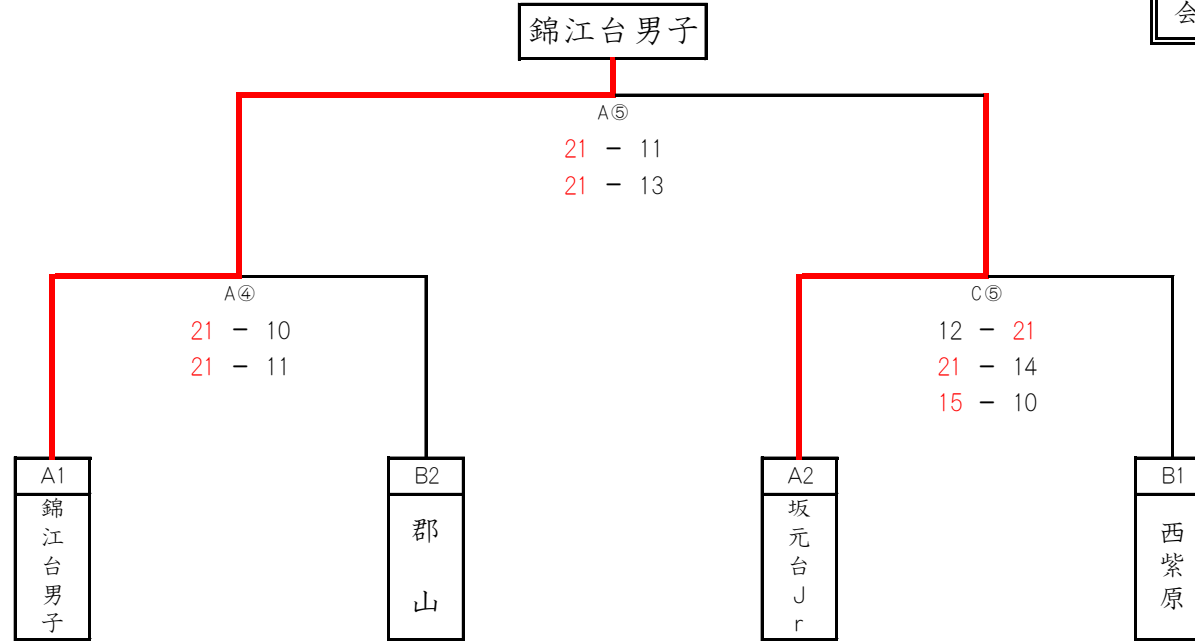 錦江台男子
会
A⑤
21 － 11
21 － 13
A④
21 － 10
21 － 11
C⑤
12 － 21
21 － 14
15 － 10
A1
錦江台男子
B2
郡山
A2
坂元台Jr
B1
西紫原